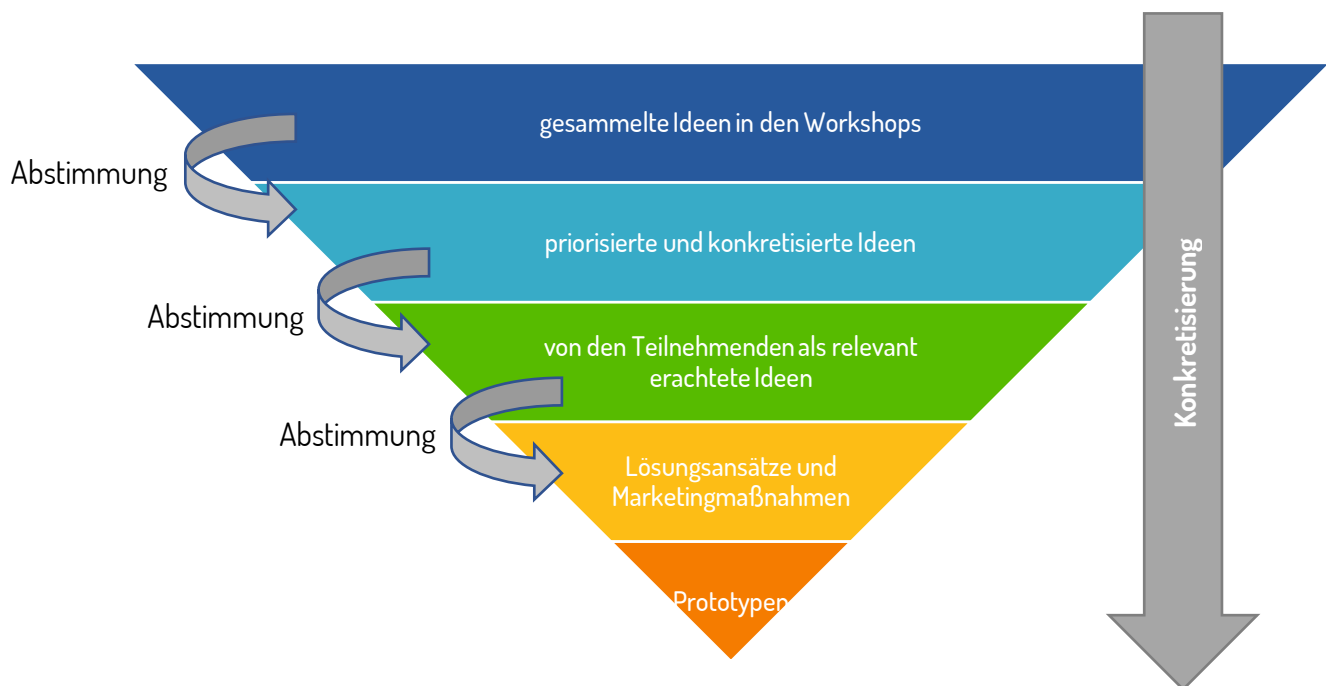 gesammelte Ideen in den Workshops
Abstimmung
priorisierte und konkretisierte Ideen
Abstimmung
von den Teilnehmenden als relevant
erachtete Ideen
Abstimmung
Lösungsansätze und
Marketingmaßnahmen
Prototypen
Konkretisierung